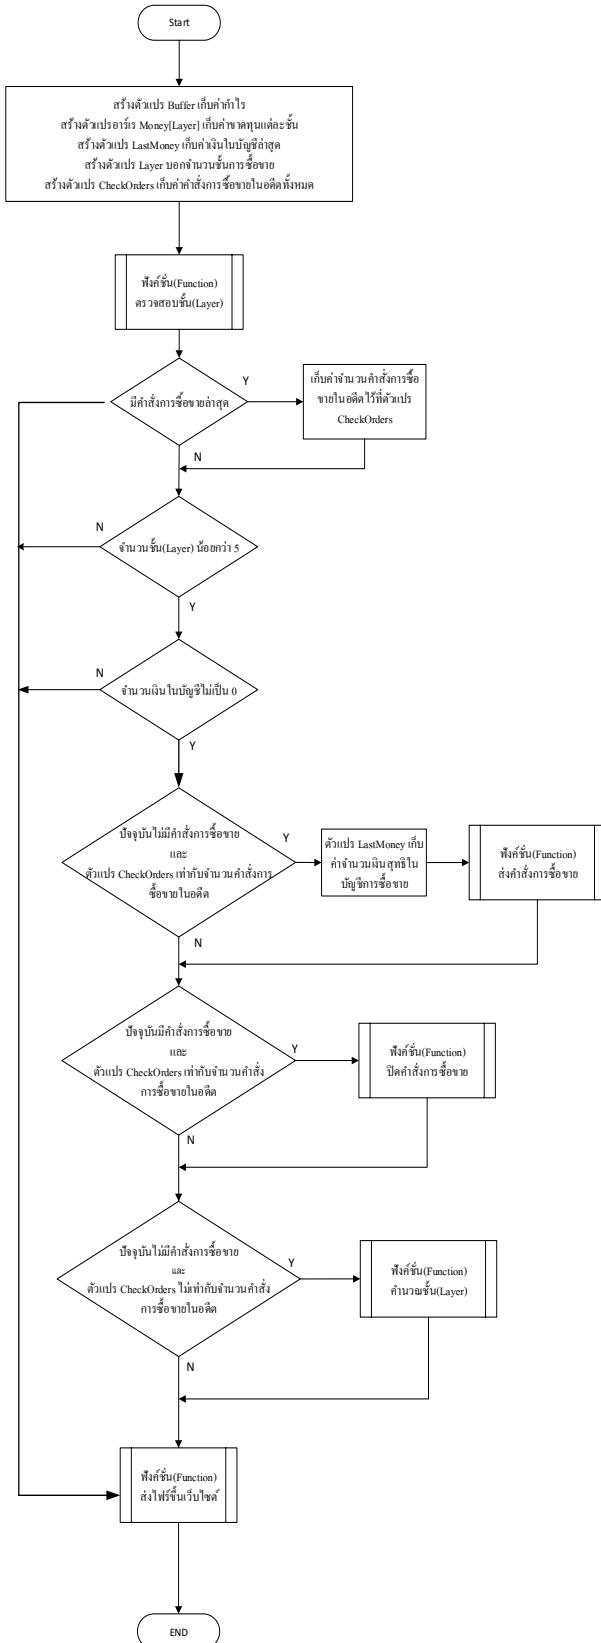 Start
สร้างตัวแปร Buffer เก็บค่ากำไร
สร้างตัวแปรอาร์เร Money[Layer] เก็บค่าขาดทุนแต่ละชั้น
สร้างตัวแปร LastMoney เก็บค่าเงินในบัญชีล่าสุด
สร้างตัวแปร Layer บอกจำนวนชั้นการซื้อขาย
สร้างตัวแปร CheckOrders เก็บค่าคำสั่งการซื้อขายในอดีตทั้งหมด
ฟังค์ชั่น(Function)
ตรวจสอบชั้น(Layer)
มีคำสั่งการซื้อขายล่าสุด
Y
เก็บค่าจำนวนคำสั่งการซื้อ
ขายในอดีตไว้ที่ตัวแปร
CheckOrders
N
จำนวนชั้น(Layer) น้อยกว่า 5
N
Y
จำนวนเงินในบัญชีไม่เป็น 0
N
Y
ปัจจุบันไม่มีคำสั่งการซื้อขาย
และ
ตัวแปร CheckOrders เท่ากับจำนวนคำสั่งการ
ซื้อขายในอดีต
Y
ตัวแปร LastMoney เก็บ
ค่าจำนวนเงินสุทธิใน
บัญชีการซื้อขาย
ฟังค์ชั่น(Function)
ส่งคำสั่งการซื้อขาย
N
ปัจจุบันมีคำสั่งการซื้อขาย
และ
ตัวแปร CheckOrders เท่ากับจำนวนคำสั่ง
การซื้อขายในอดีต
Y
ฟังค์ชั่น(Function)
ปิดคำสั่งการซื้อขาย
N
ปัจจุบันไม่มีคำสั่งการซื้อขาย
และ
ตัวแปร CheckOrders ไม่เท่ากับจำนวนคำสั่ง
การซื้อขายในอดีต
Y
ฟังค์ชั่น(Function)
คำนวณชั้น(Layer)
N
ฟังค์ชั่น(Function)
ส่งไฟร์ขึ้นเว็บไซต์
END